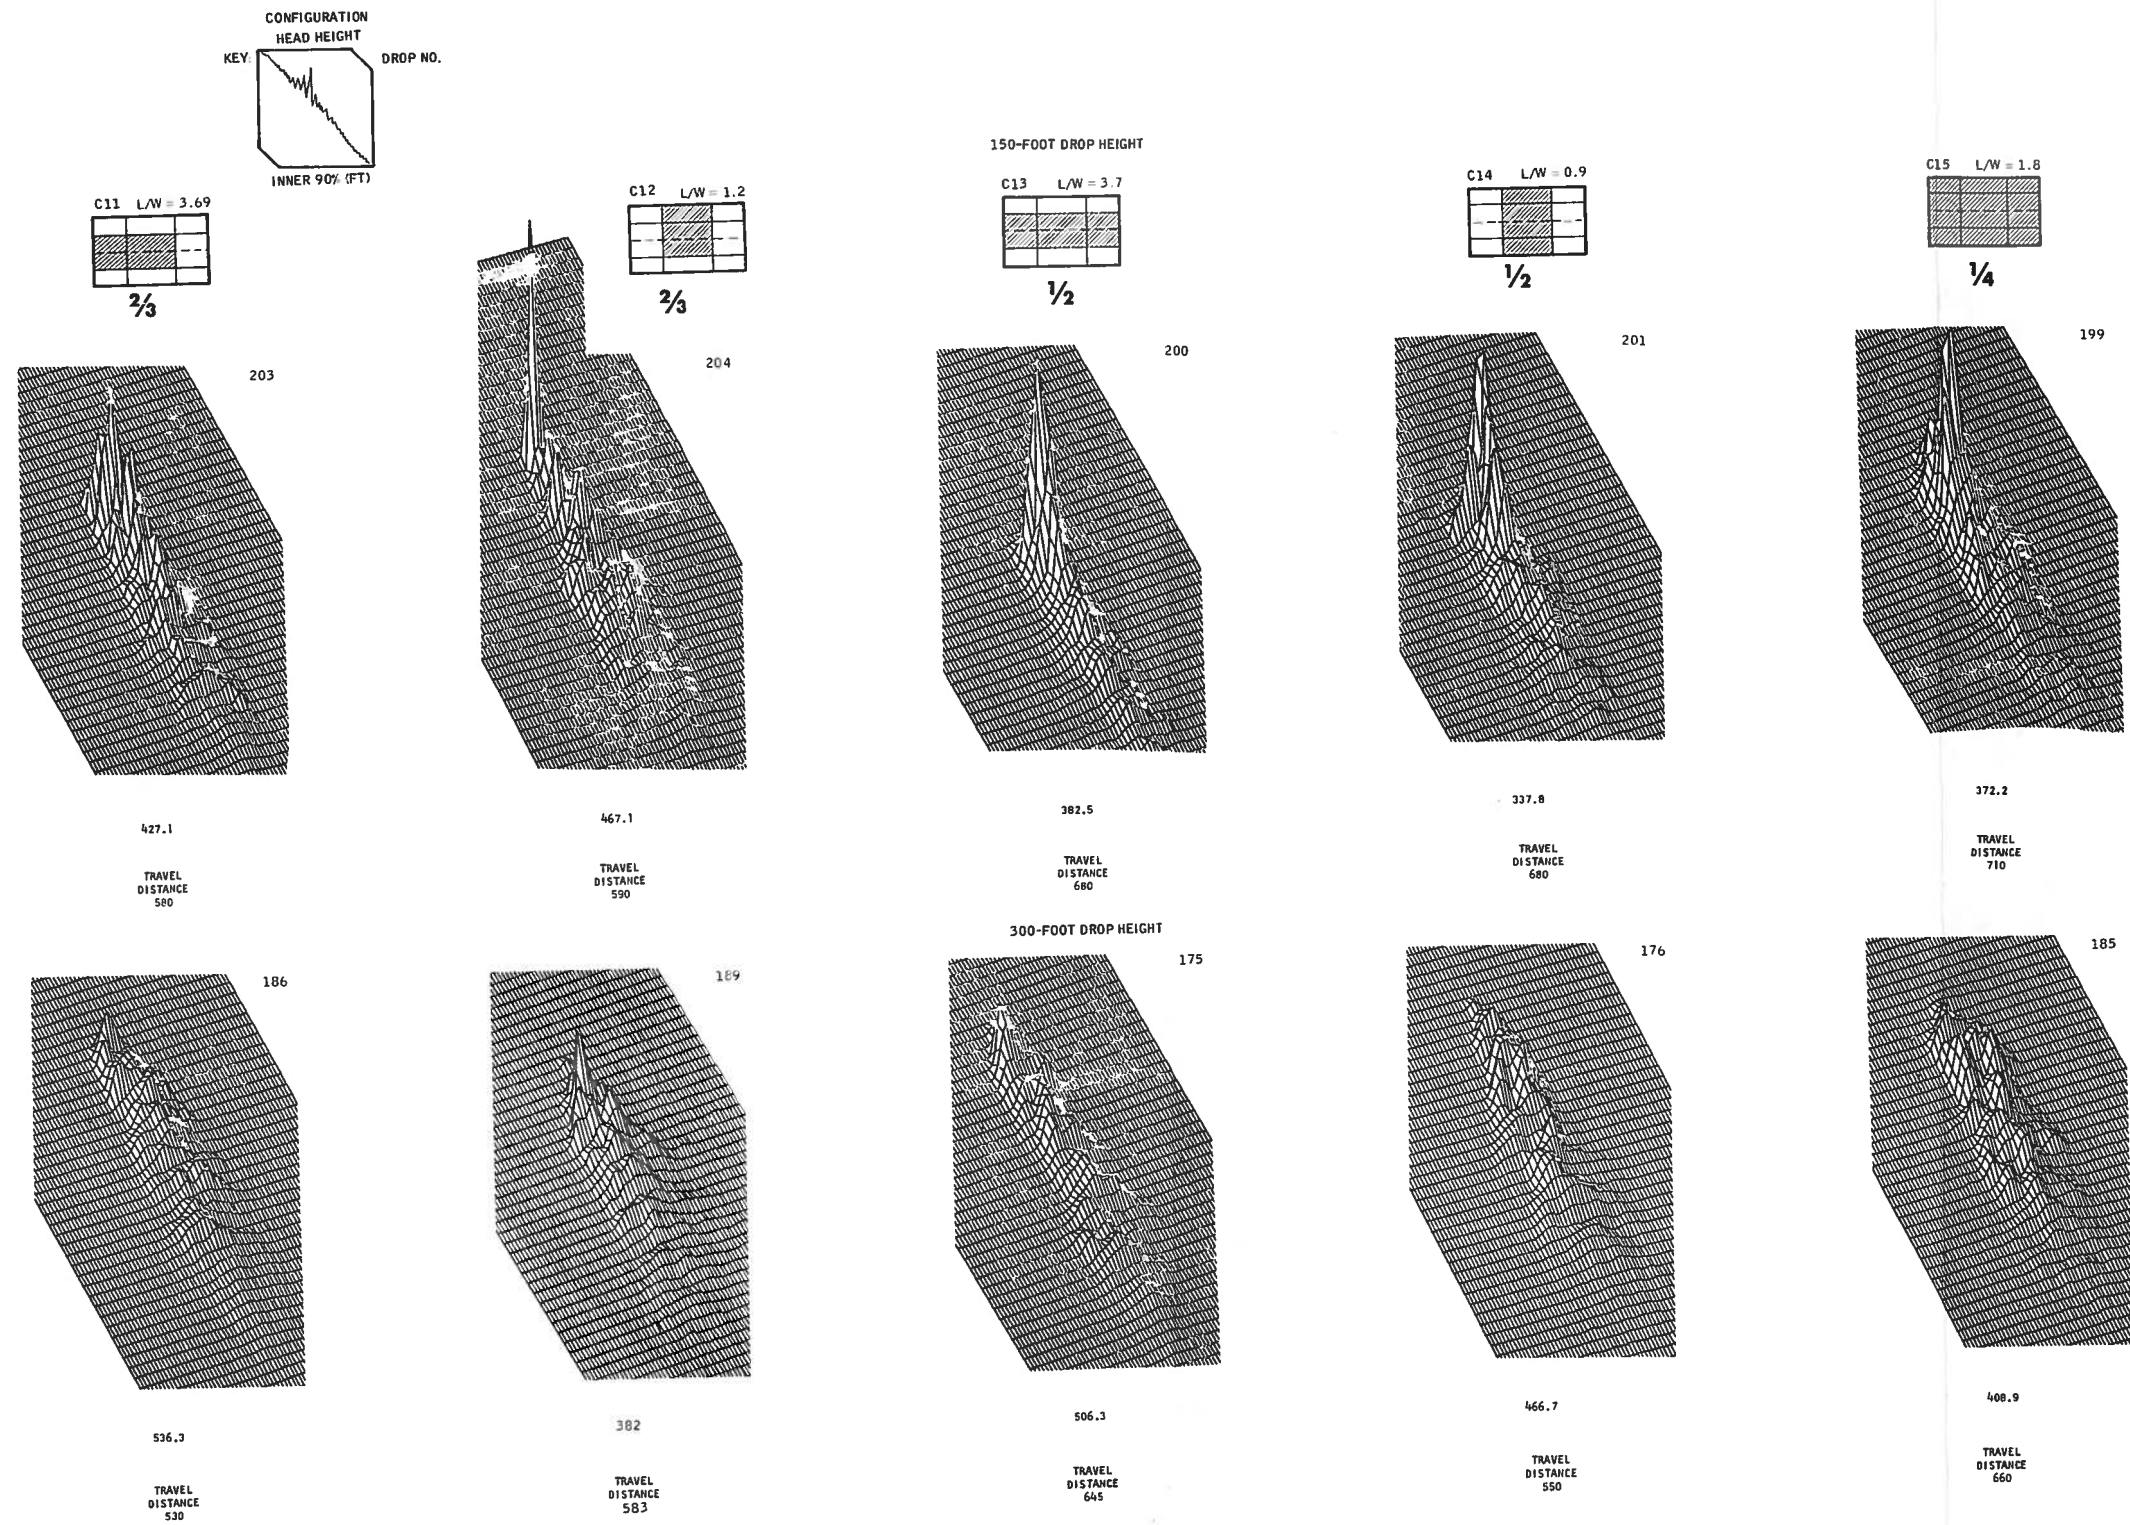 CONFIGURATION
HEAD HEIGHT
KEY:
DROP NO.
INNER 90% (FT)
150-FOOT DROP HEIGHT
C11 L/W = 3.69
2/3
C12 L/W = 1.2
2/3
C13 L/W = 3.7
1/2
C14 L/W = 0.9
1/2
C15 L/W = 1.8
1/4
203
204
200
201
199
427.1
467.1
382.5
337.8
372.2
TRAVEL
DISTANCE
580
TRAVEL
DISTANCE
590
TRAVEL
DISTANCE
680
TRAVEL
DISTANCE
680
TRAVEL
DISTANCE
710
300-FOOT DROP HEIGHT
186
189
175
176
185
536.3
382
506.3
466.7
408.9
TRAVEL
DISTANCE
530
TRAVEL
DISTANCE
583
TRAVEL
DISTANCE
645
TRAVEL
DISTANCE
550
TRAVEL
DISTANCE
660